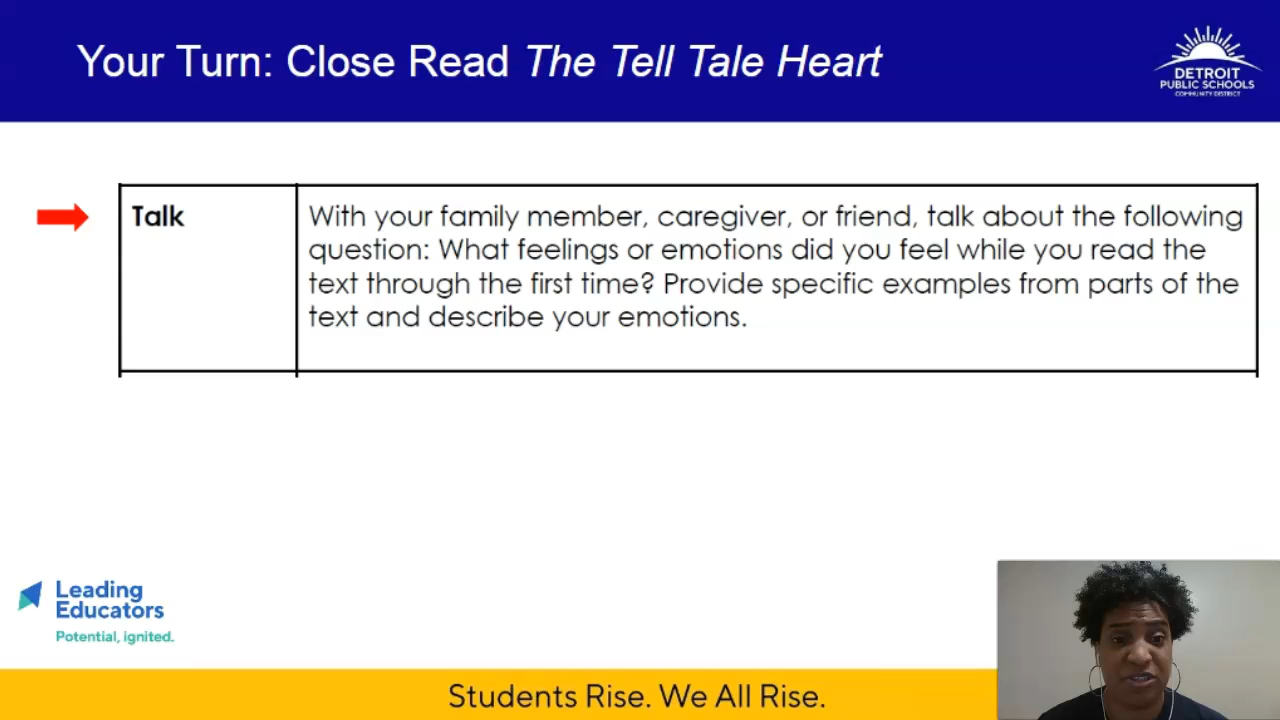 Your Turn: Close Read The Tell Tale Heart
DETROIT
PUBLIC SCHOOLS
COMMUNITY DISTRICT
Talk
With your family member, caregiver, or friend, talk about the following
question: What feelings or emotions did you feel while you read the
text through the first time? Provide specific examples from parts of the
text and describe your emotions.
Leading
Educators
Potential, ignited.
Students Rise. We All Rise.